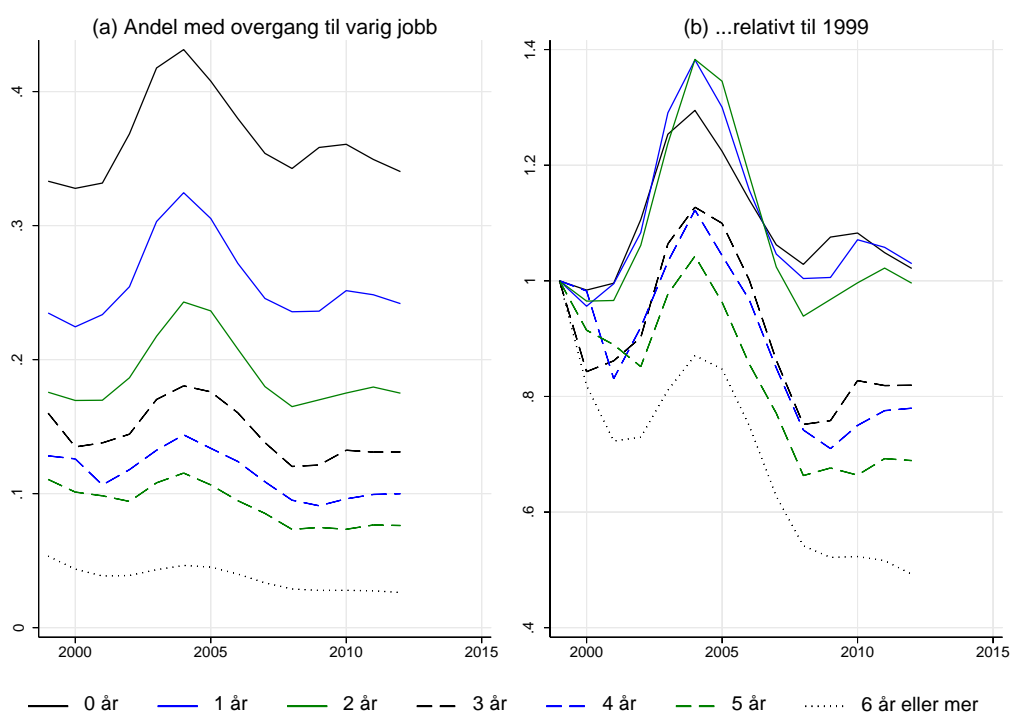 (a) Andel med overgang til varig jobb
.4
.3
.2
.1
0
2000 2005 2010 2015
(b) ...relativt til 1999
1.4
1.2
1
.8
.6
.4
2000 2005 2010 2015
0 år 1 år 2 år 3 år 4 år 5 år 6 år eller mer